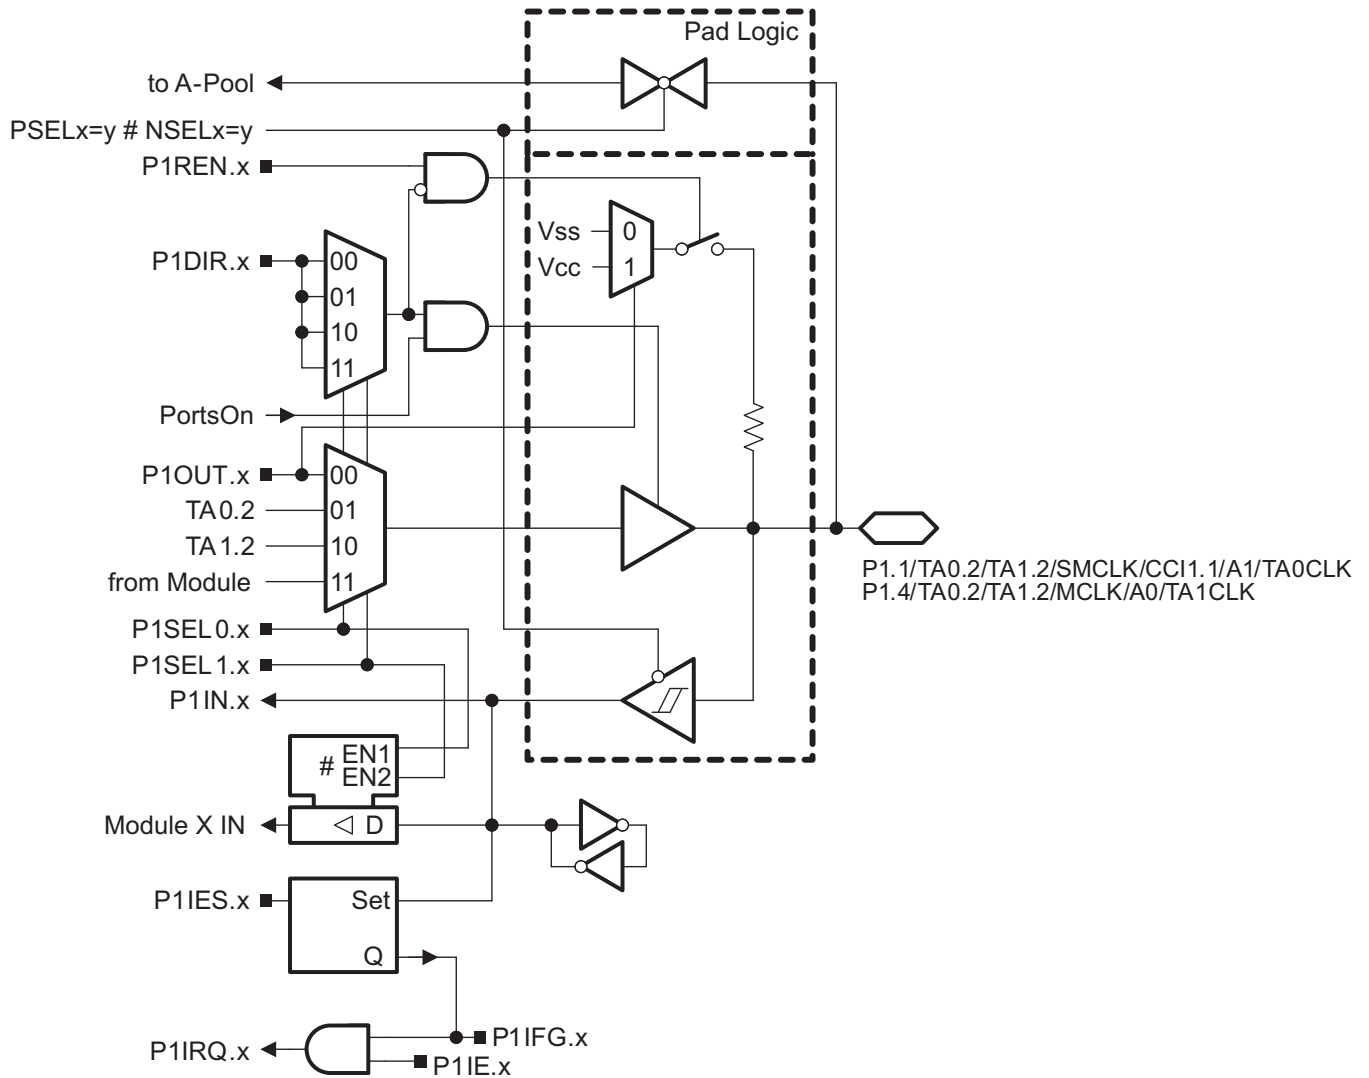 Pad Logic
to A-Pool
PSELx=y # NSELx=y
P1REN.x
Vss 0
P1DIR.x 00
Vcc 1
01
10
11
PortsOn
P1OUT.x 00
TA0.2 01
TA1.2 10
from Module 11
P1.1/TA0.2/TA1.2/SMCLK/CCI1.1/A1/TA0CLK
P1.4/TA0.2/TA1.2/MCLK/A0/TA1CLK
P1SEL0.x
P1SEL1.x
P1IN.x
# EN1
EN2
Module X IN D
P1IES.x Set
Q
P1IFG.x
P1IRQ.x
P1IE.x